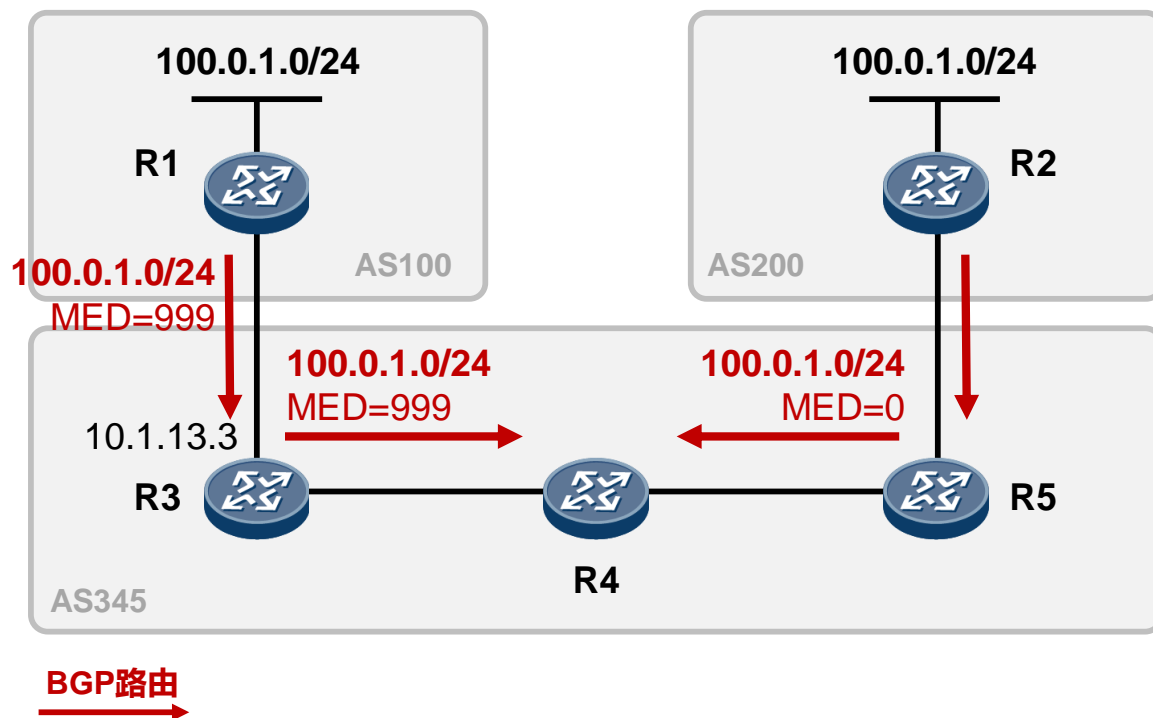 100.0.1.0/24
100.0.1.0/24
R1
R2
AS100
AS200
100.0.1.0/24
MED=999
100.0.1.0/24
MED=999
100.0.1.0/24
MED=0
10.1.13.3
R3
R5
R4
AS345
BGP路由